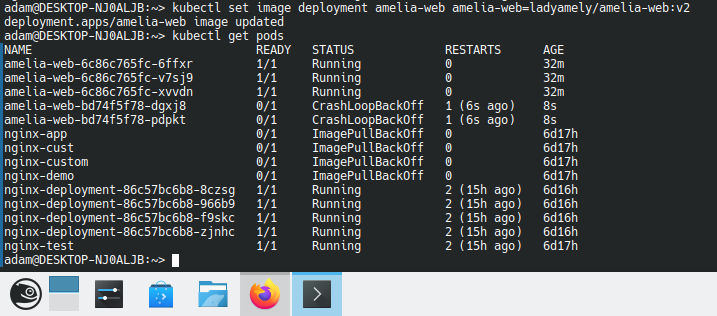 adam@DESKTOP-NJ0ALJB:~> kubectl set image deployment amelia-web amelia-web=ladyamely/amelia-web:v2
deployment.apps/amelia-web image updated
adam@DESKTOP-NJ0ALJB:~> kubectl get pods
NAME READY STATUS RESTARTS AGE
amelia-web-6c86c765fc-6ffxr 1/1 Running 0 32m
amelia-web-6c86c765fc-v7sj9 1/1 Running 0 32m
amelia-web-6c86c765fc-xvvdn 1/1 Running 0 32m
amelia-web-bd74f5f78-dgxj8 0/1 CrashLoopBackOff 1 (6s ago) 8s
amelia-web-bd74f5f78-pdpkt 0/1 CrashLoopBackOff 1 (6s ago) 8s
nginx-app 0/1 ImagePullBackOff 0 6d17h
nginx-cust 0/1 ImagePullBackOff 0 6d17h
nginx-custom 0/1 ImagePullBackOff 0 6d17h
nginx-demo 0/1 ImagePullBackOff 0 6d17h
nginx-deployment-86c57bc6b8-8czsg 1/1 Running 2 (15h ago) 6d16h
nginx-deployment-86c57bc6b8-966b9 1/1 Running 2 (15h ago) 6d16h
nginx-deployment-86c57bc6b8-f9skc 1/1 Running 2 (15h ago) 6d16h
nginx-deployment-86c57bc6b8-zjnhc 1/1 Running 2 (15h ago) 6d16h
nginx-test 1/1 Running 2 (15h ago) 6d17h
adam@DESKTOP-NJ0ALJB:~>